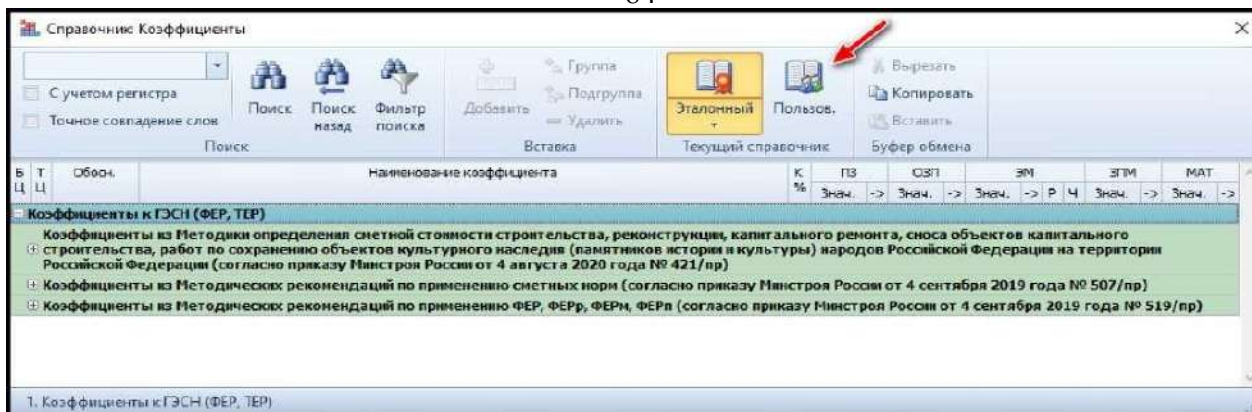 Справочник: Коэффициенты
С учетом регистра
Точное совпадение слов
Поиск
Поиск назад
Фильтр поиска
Поиск
Добавить
Группа
Подгруппа
Удалить
Вставка
Эталонный
Пользов.
Текущий справочник
Вырезать
Копировать
Вставить
Буфер обмена
Б Ц Т Ц Обосн. Наименование коэффициента К % ПЗ ОЗП ЭМ ЗПМ МАТ
Знач. -> Знач. -> Знач. -> Р Ч Знач. -> Знач. ->
Коэффициенты к ГЭСН (ФЕР, ТЕР)
Коэффициенты из Методики определения сметной стоимости строительства, реконструкции, капитального ремонта, сноса объектов капитального
строительства, работ по сохранению объектов культурного наследия (памятников истории и культуры) народов Российской Федерации на территории
Российской Федерации (согласно приказу Минстроя России от 4 августа 2020 года № 421/пр)
Коэффициенты из Методических рекомендаций по применению сметных норм (согласно приказу Минстроя России от 4 сентября 2019 года № 507/пр)
Коэффициенты из Методических рекомендаций по применению ФЕР, ФЕРр, ФЕРм, ФЕРп (согласно приказу Минстроя России от 4 сентября 2019 года № 519/пр)
1. Коэффициенты к ГЭСН (ФЕР, ТЕР)